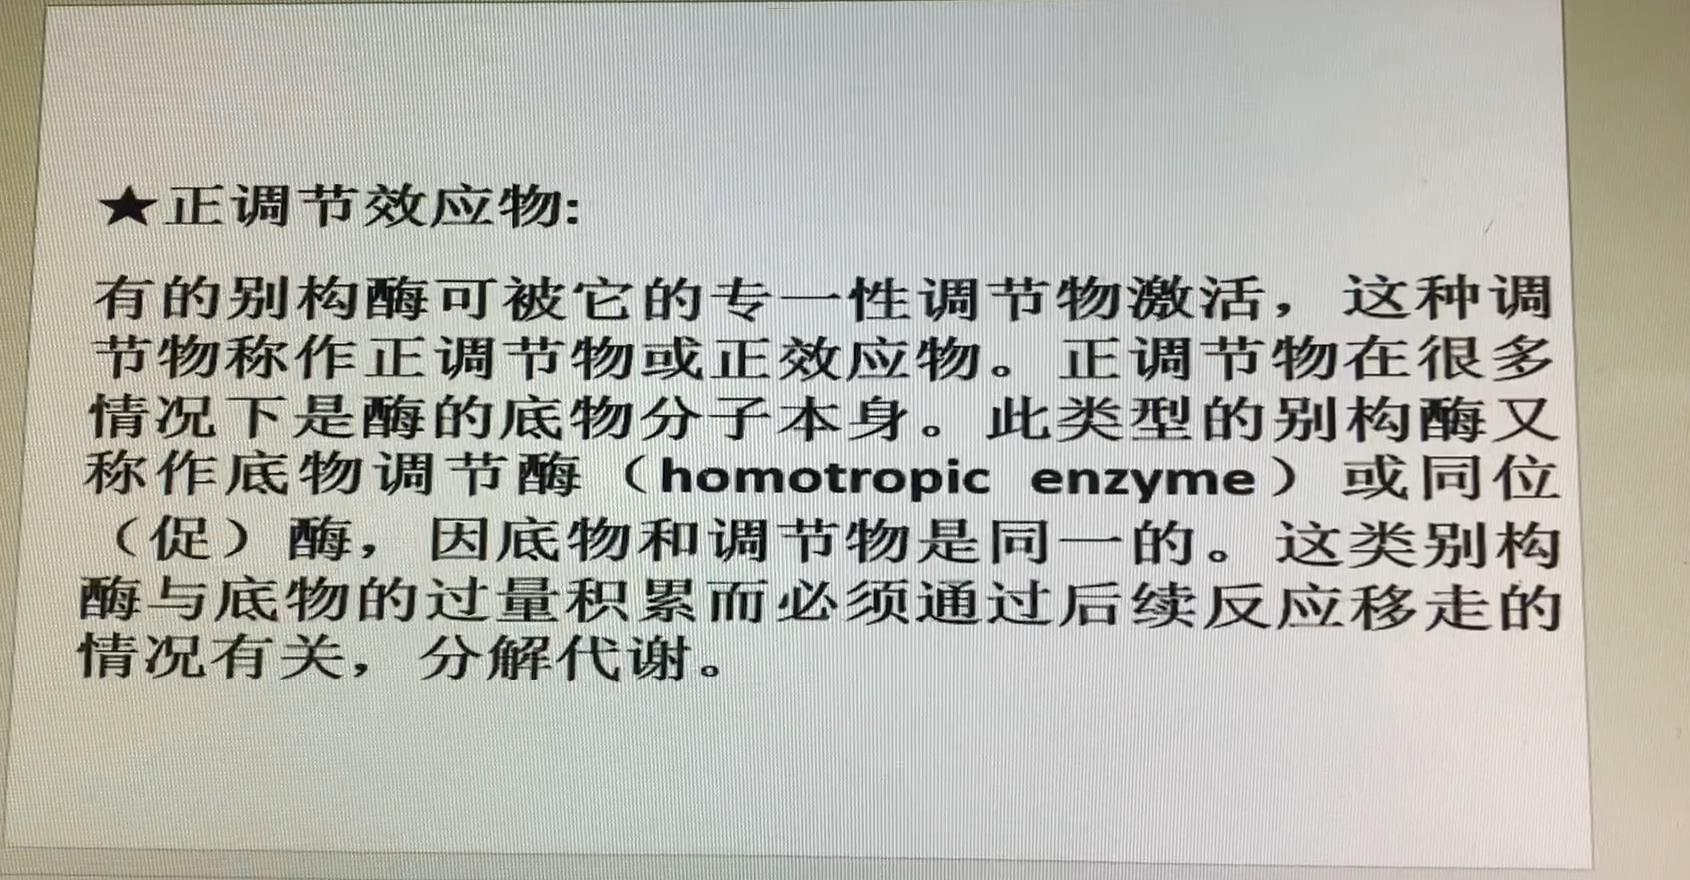 ★正调节效应物:
有的别构酶可被它的专一性调节物激活，这种调
节物称作正调节物或正效应物。正调节物在很多
情况下是酶的底物分子本身。此类型的别构酶又
称作底物调节酶（homotropic enzyme）或同位
（促）酶，因底物和调节物是同一的。这类别构
酶与底物的过量积累而必须通过后续反应移走的
情况有关，分解代谢。